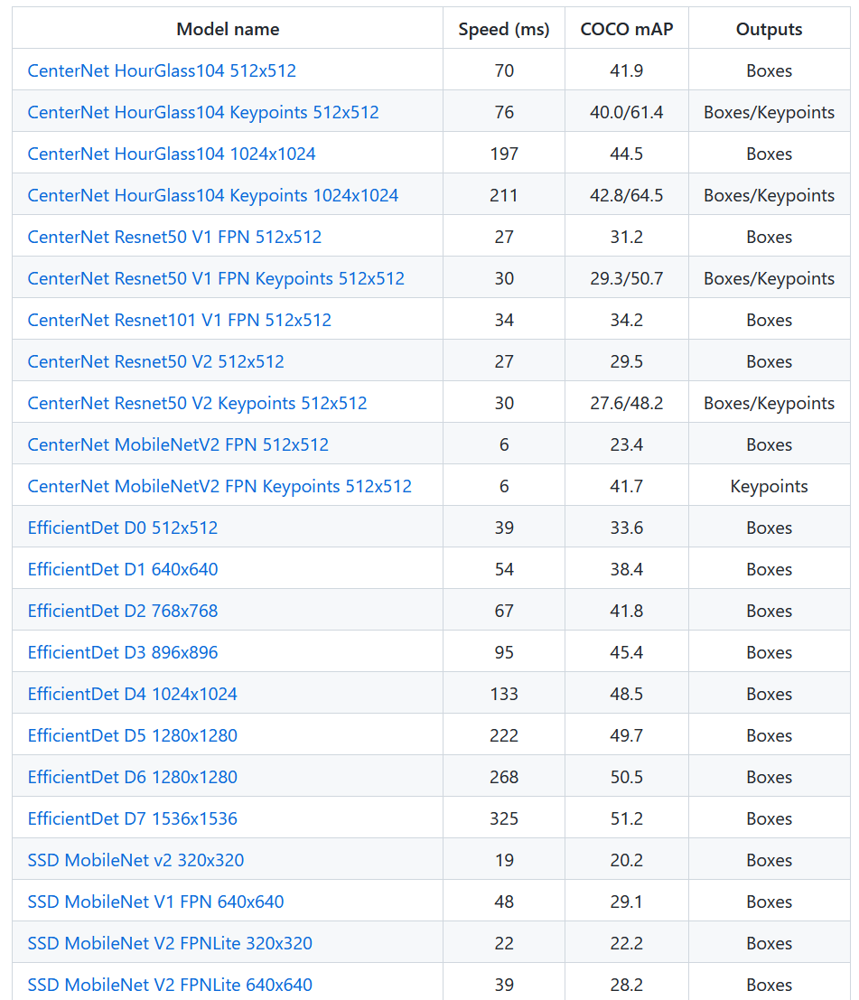 Model name Speed (ms) COCO mAP Outputs
CenterNet HourGlass104 512x512 70 41.9 Boxes
CenterNet HourGlass104 Keypoints 512x512 76 40.0/61.4 Boxes/Keypoints
CenterNet HourGlass104 1024x1024 197 44.5 Boxes
CenterNet HourGlass104 Keypoints 1024x1024 211 42.8/64.5 Boxes/Keypoints
CenterNet Resnet50 V1 FPN 512x512 27 31.2 Boxes
CenterNet Resnet50 V1 FPN Keypoints 512x512 30 29.3/50.7 Boxes/Keypoints
CenterNet Resnet101 V1 FPN 512x512 34 34.2 Boxes
CenterNet Resnet50 V2 512x512 27 29.5 Boxes
CenterNet Resnet50 V2 Keypoints 512x512 30 27.6/48.2 Boxes/Keypoints
CenterNet MobileNetV2 FPN 512x512 6 23.4 Boxes
CenterNet MobileNetV2 FPN Keypoints 512x512 6 41.7 Keypoints
EfficientDet D0 512x512 39 33.6 Boxes
EfficientDet D1 640x640 54 38.4 Boxes
EfficientDet D2 768x768 67 41.8 Boxes
EfficientDet D3 896x896 95 45.4 Boxes
EfficientDet D4 1024x1024 133 48.5 Boxes
EfficientDet D5 1280x1280 222 49.7 Boxes
EfficientDet D6 1280x1280 268 50.5 Boxes
EfficientDet D7 1536x1536 325 51.2 Boxes
SSD MobileNet v2 320x320 19 20.2 Boxes
SSD MobileNet V1 FPN 640x640 48 29.1 Boxes
SSD MobileNet V2 FPNLite 320x320 22 22.2 Boxes
SSD MobileNet V2 FPNLite 640x640 39 28.2 Boxes